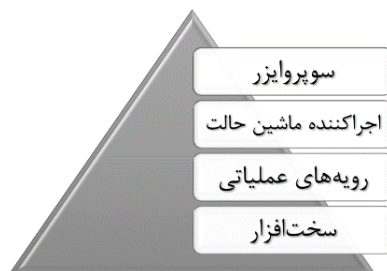 سوپروایزر
اجراکننده ماشین حالت
رویه‌های عملیاتی
سخت‌افزار